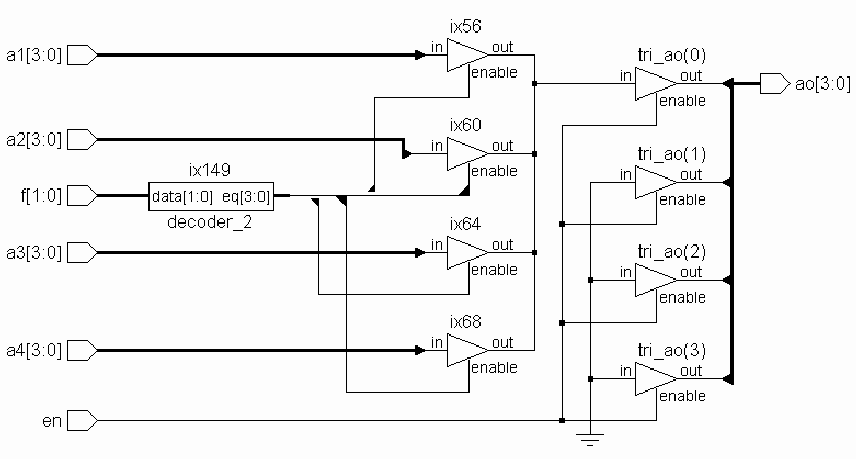 ix56
a1[3:0] in out tri_ao(0)
enable in out ao[3:0]
enable
ix60
a2[3:0] in out tri_ao(1)
ix149 enable in out
f[1:0] data[1:0] eq[3:0] enable
decoder_2
ix64
a3[3:0] in out tri_ao(2)
enable in out
enable
ix68
a4[3:0] in out tri_ao(3)
enable in out
enable
en